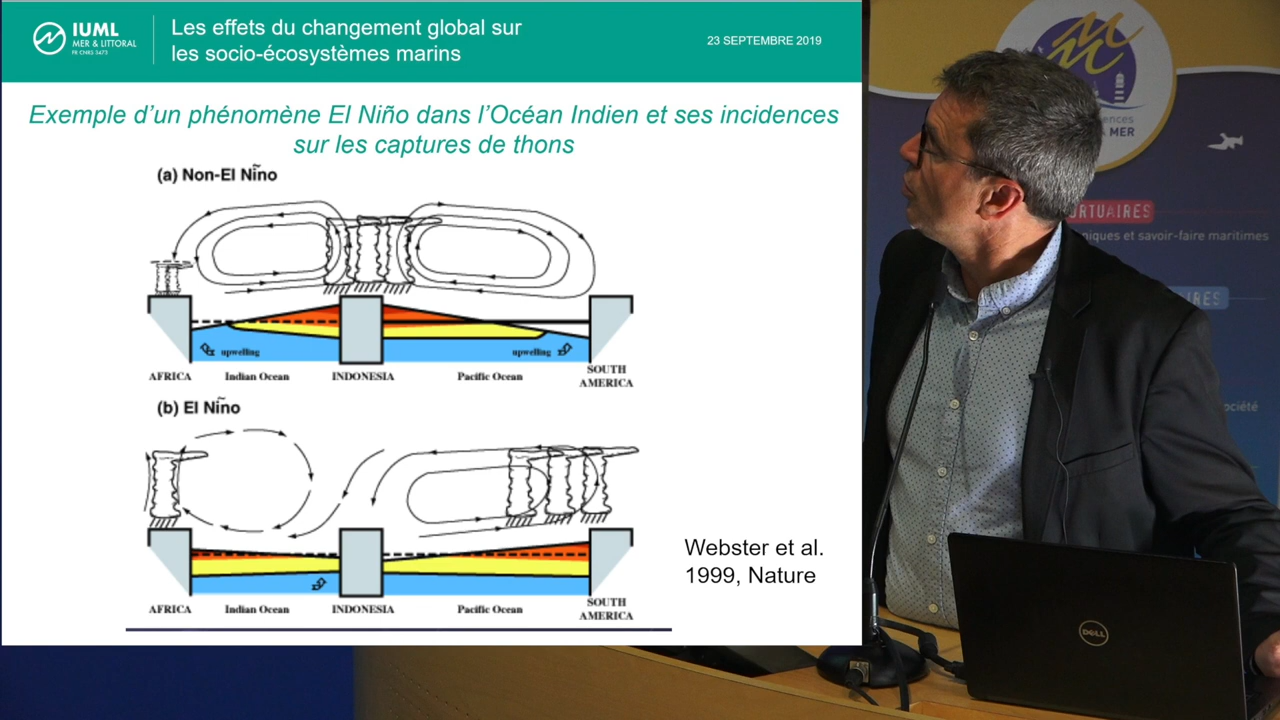 IUML
MER & LITTORAL
FR CNRS 3473
Les effets du changement global sur
les socio-écosystèmes marins
23 SEPTEMBRE 2019
Exemple d’un phénomène El Niño dans l’Océan Indien et ses incidences
sur les captures de thons
(a) Non-El Niño
upwelling
upwelling
AFRICA
Indian Ocean
INDONESIA
Pacific Ocean
SOUTH
AMERICA
(b) El Niño
AFRICA
Indian Ocean
INDONESIA
Pacific Ocean
SOUTH
AMERICA
Webster et al.
1999, Nature
ences
& MER
ORTUAIRES
niques et savoir-faire maritimes
IRES
ociété
DELL